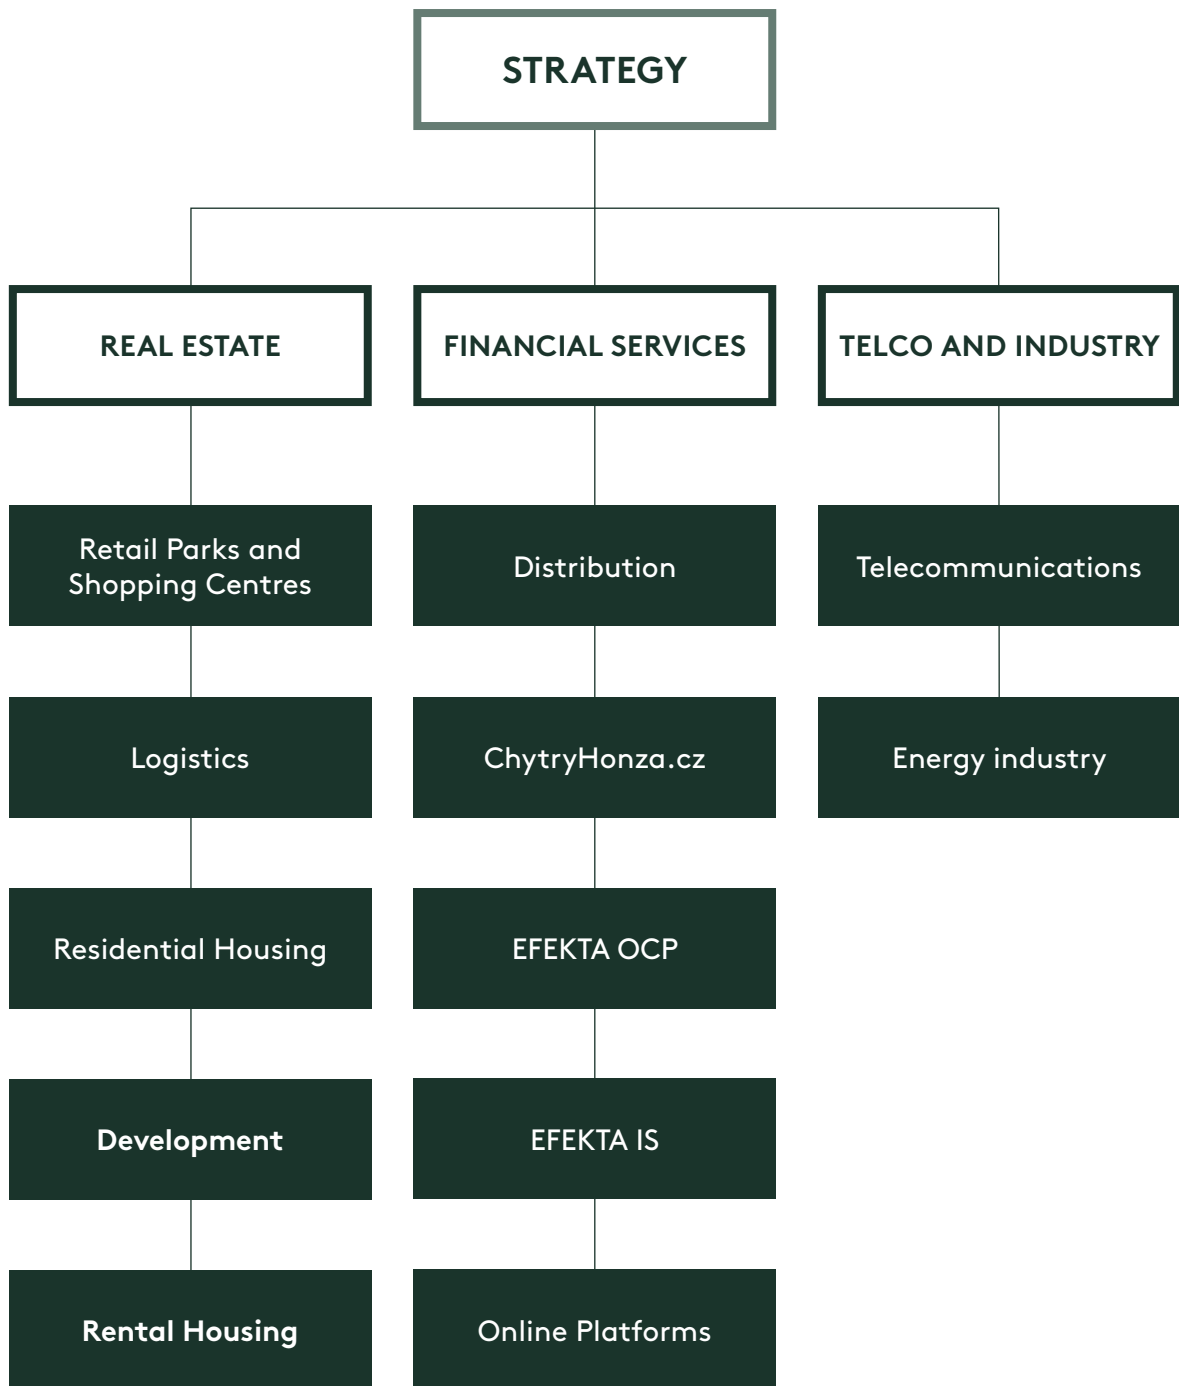 STRATEGY
REAL ESTATE
FINANCIAL SERVICES
TELCO AND INDUSTRY
Retail Parks and
Shopping Centres
Distribution
Telecommunications
Logistics
ChytryHonza.cz
Energy industry
Residential Housing
EFEKTA OCP
Development
EFEKTA IS
Rental Housing
Online Platforms